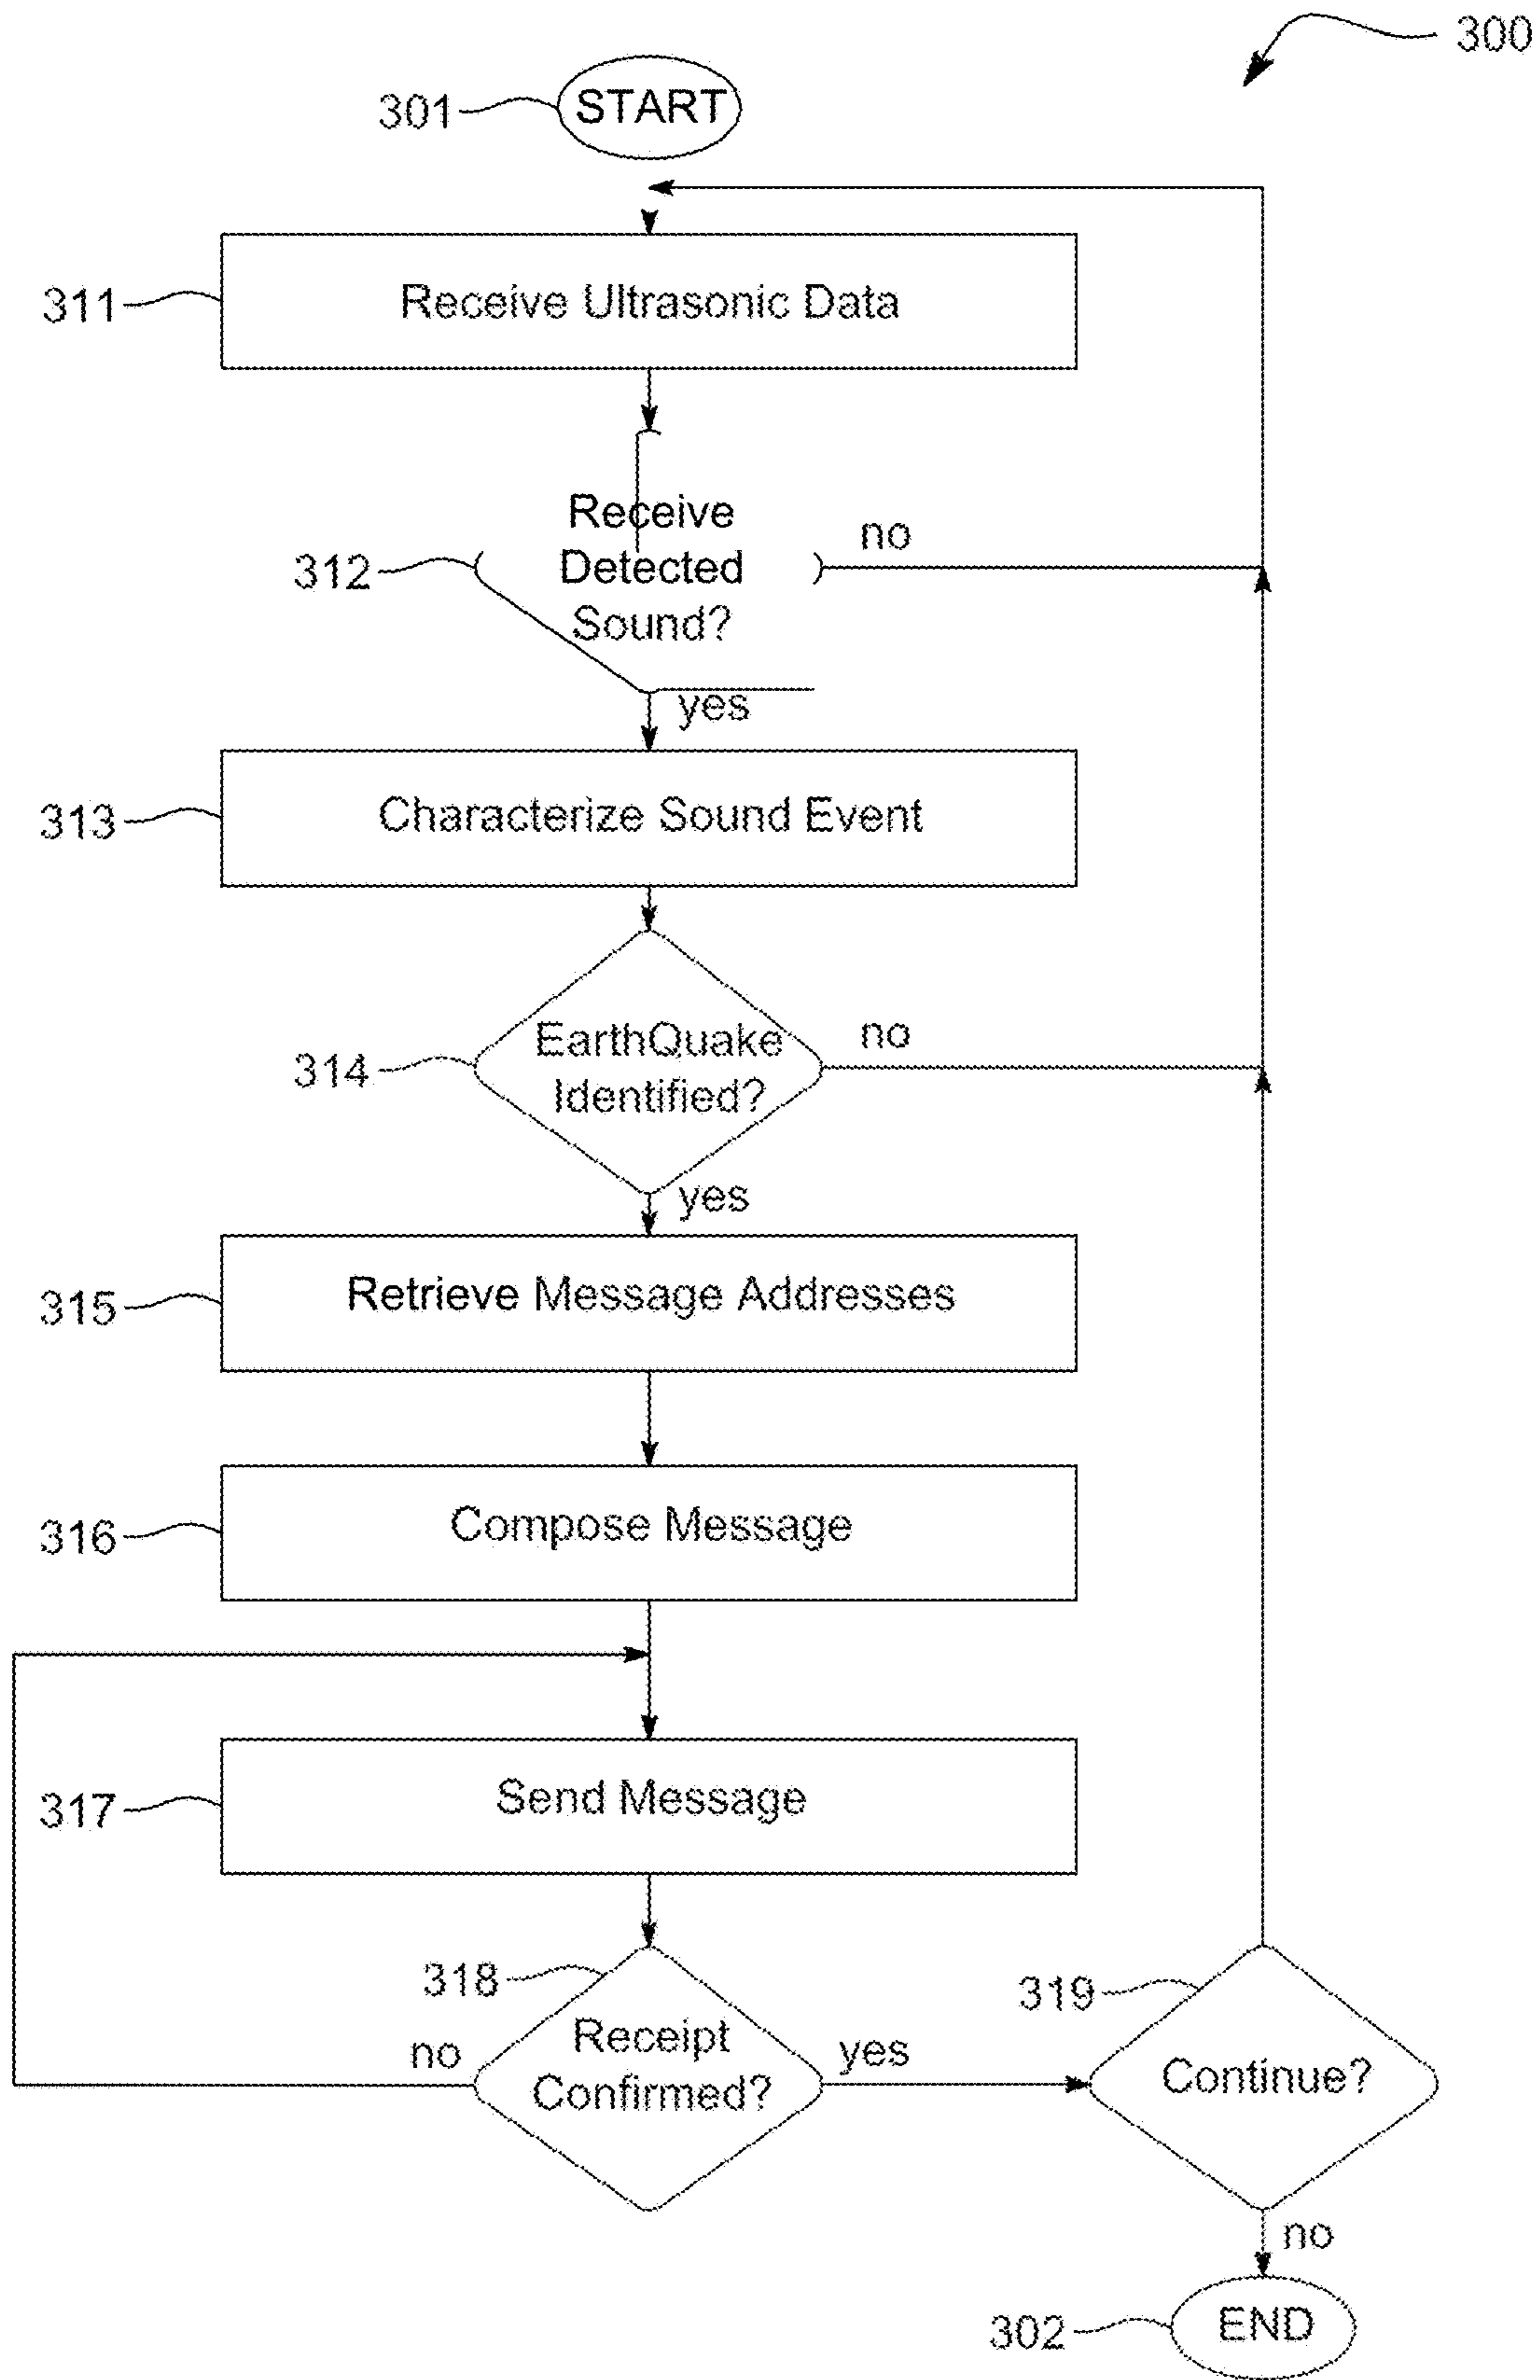 300
301
START
311
Receive Ultrasonic Data
Receive
Detected
Sound?
312
no
yes
313
Characterize Sound Event
314
EarthQuake
Identified?
no
yes
315
Retrieve Message Addresses
316
Compose Message
317
Send Message
318
Receipt
Confirmed?
no
yes
319
Continue?
no
302
END